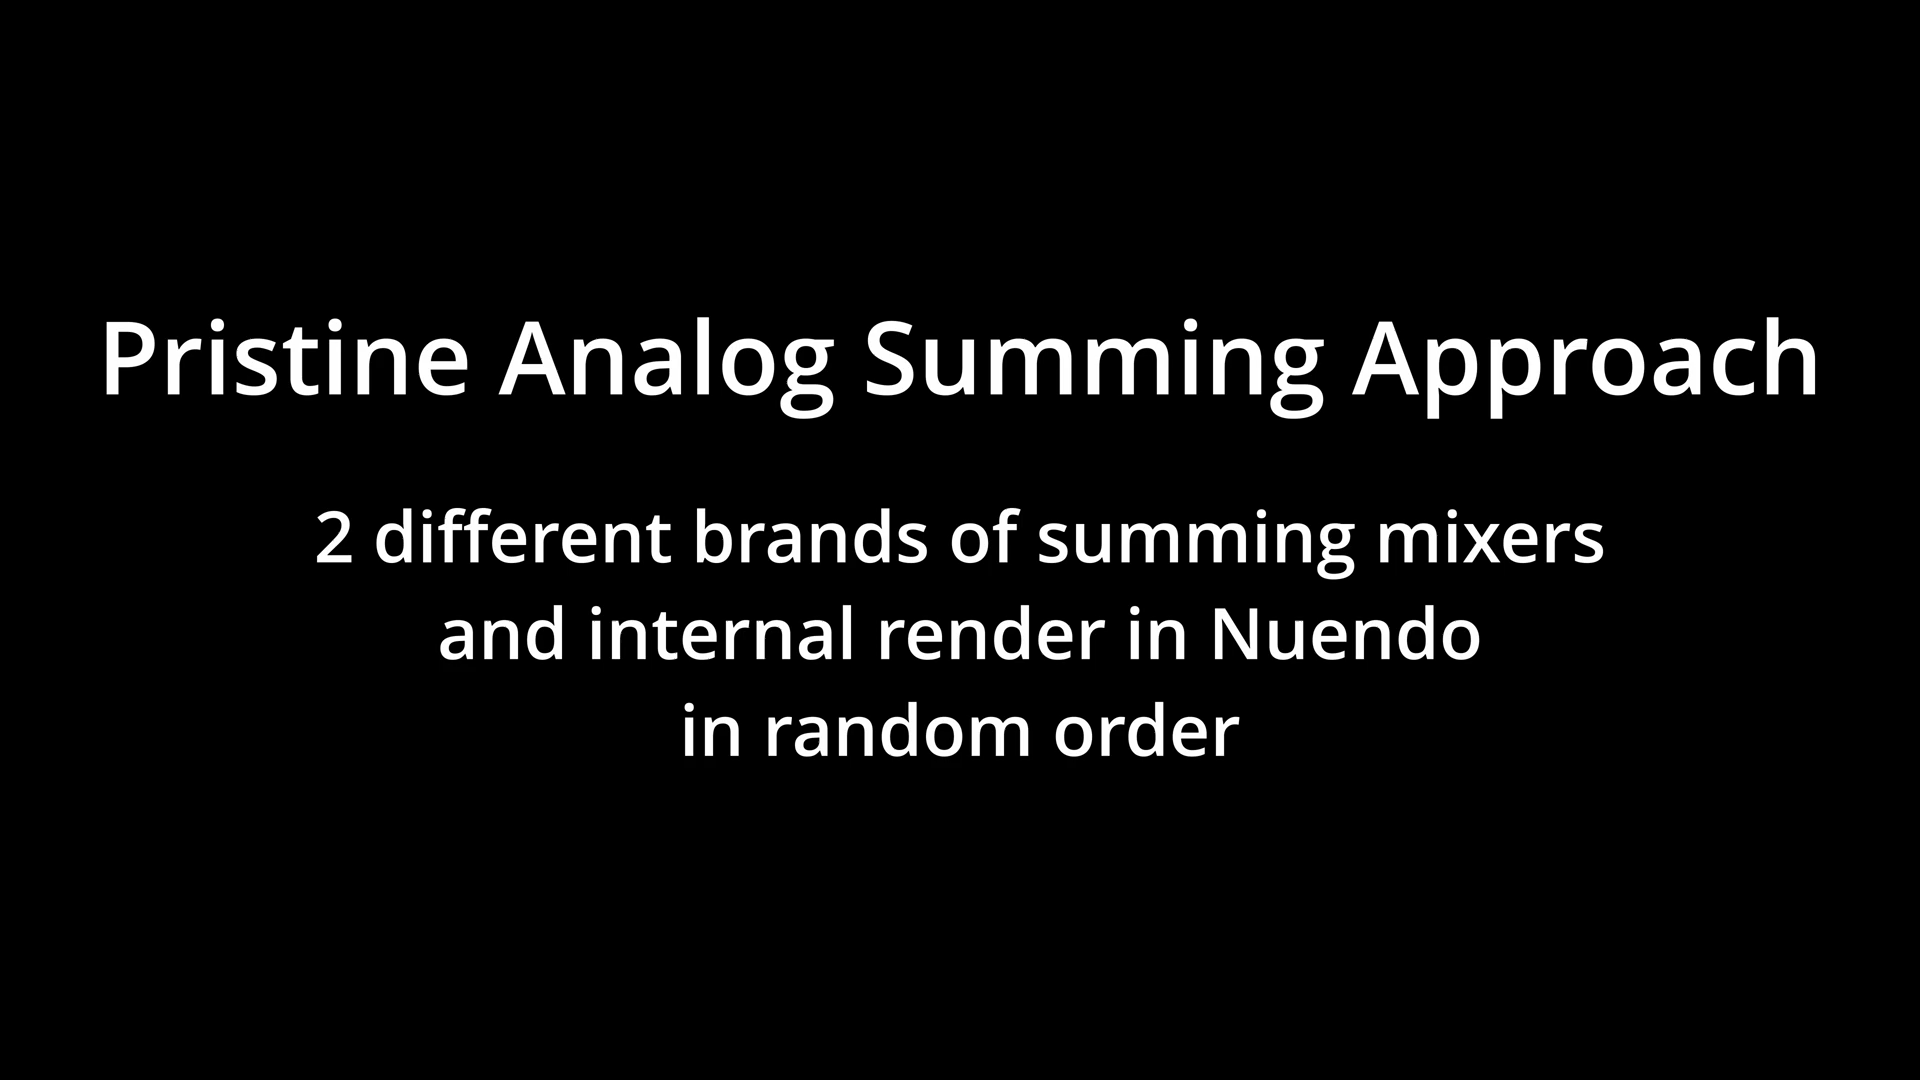 Pristine Analog Summing Approach
2 different brands of summing mixers
and internal render in Nuendo
in random order